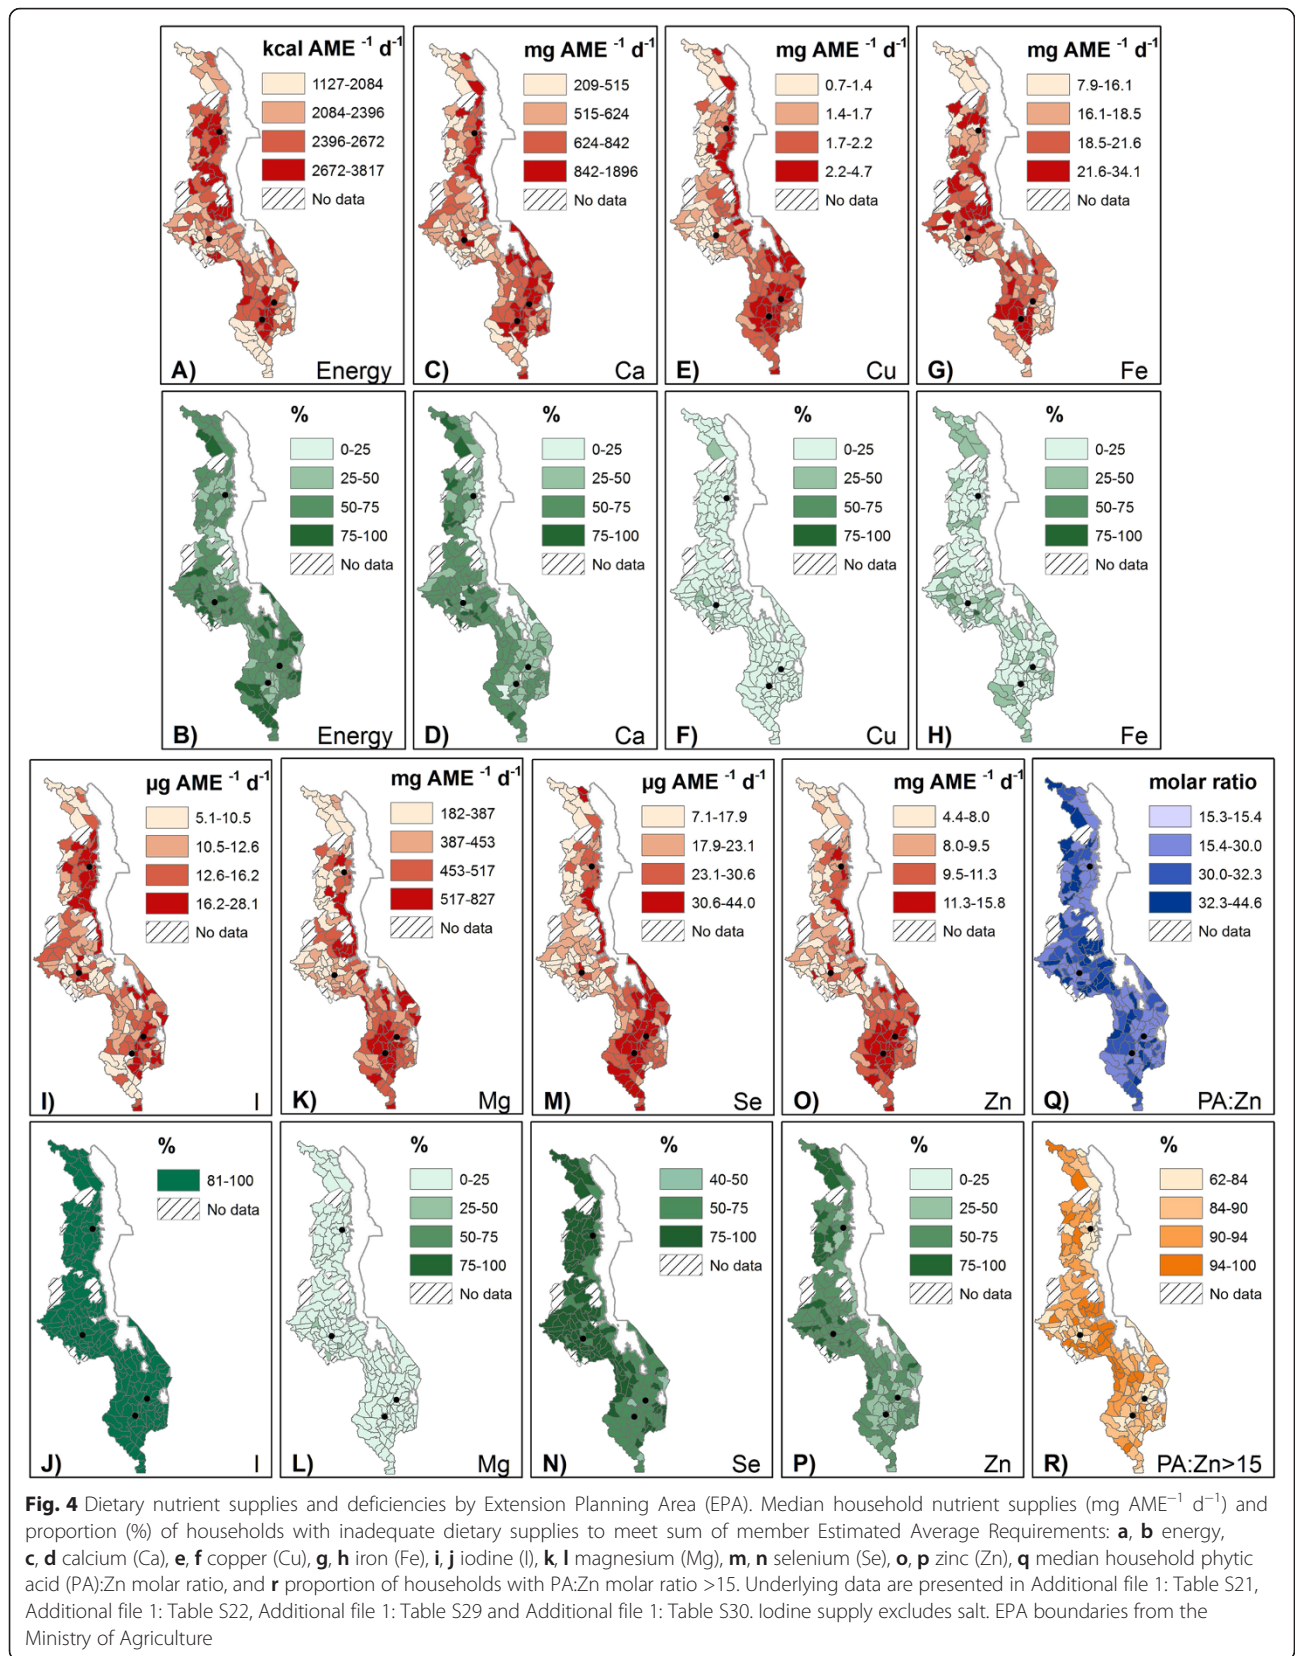 kcal AME ⁻¹ d⁻¹
1127-2084
2084-2396
2396-2672
2672-3817
No data
A) Energy
mg AME ⁻¹ d⁻¹
209-515
515-624
624-842
842-1896
No data
C) Ca
mg AME ⁻¹ d⁻¹
0.7-1.4
1.4-1.7
1.7-2.2
2.2-4.7
No data
E) Cu
mg AME ⁻¹ d⁻¹
7.9-16.1
16.1-18.5
18.5-21.6
21.6-34.1
No data
G) Fe
%
0-25
25-50
50-75
75-100
No data
B) Energy
%
0-25
25-50
50-75
75-100
No data
D) Ca
%
0-25
25-50
50-75
75-100
No data
F) Cu
%
0-25
25-50
50-75
75-100
No data
H) Fe
µg AME ⁻¹ d⁻¹
5.1-10.5
10.5-12.6
12.6-16.2
16.2-28.1
No data
I) I
mg AME ⁻¹ d⁻¹
182-387
387-453
453-517
517-827
No data
K) Mg
µg AME ⁻¹ d⁻¹
7.1-17.9
17.9-23.1
23.1-30.6
30.6-44.0
No data
M) Se
mg AME ⁻¹ d⁻¹
4.4-8.0
8.0-9.5
9.5-11.3
11.3-15.8
No data
O) Zn
molar ratio
15.3-15.4
15.4-30.0
30.0-32.3
32.3-44.6
No data
Q) PA:Zn
%
81-100
No data
J) I
%
0-25
25-50
50-75
75-100
No data
L) Mg
%
40-50
50-75
75-100
No data
N) Se
%
0-25
25-50
50-75
75-100
No data
P) Zn
%
62-84
84-90
90-94
94-100
No data
R) PA:Zn>15
Fig. 4 Dietary nutrient supplies and deficiencies by Extension Planning Area (EPA). Median household nutrient supplies (mg AME⁻¹ d⁻¹) and
proportion (%) of households with inadequate dietary supplies to meet sum of member Estimated Average Requirements: a, b energy,
c, d calcium (Ca), e, f copper (Cu), g, h iron (Fe), i, j iodine (I), k, l magnesium (Mg), m, n selenium (Se), o, p zinc (Zn), q median household phytic
acid (PA):Zn molar ratio, and r proportion of households with PA:Zn molar ratio >15. Underlying data are presented in Additional file 1: Table S21,
Additional file 1: Table S22, Additional file 1: Table S29 and Additional file 1: Table S30. Iodine supply excludes salt. EPA boundaries from the
Ministry of Agriculture